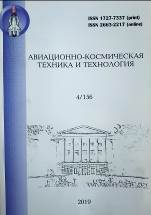 ISSN 1727-7337 (print)
ISSN 2663-2217 (online)
АВИАЦИОННО-КОСМИЧЕСКАЯ
ТЕХНИКА И ТЕХНОЛОГИЯ
4/156
2019